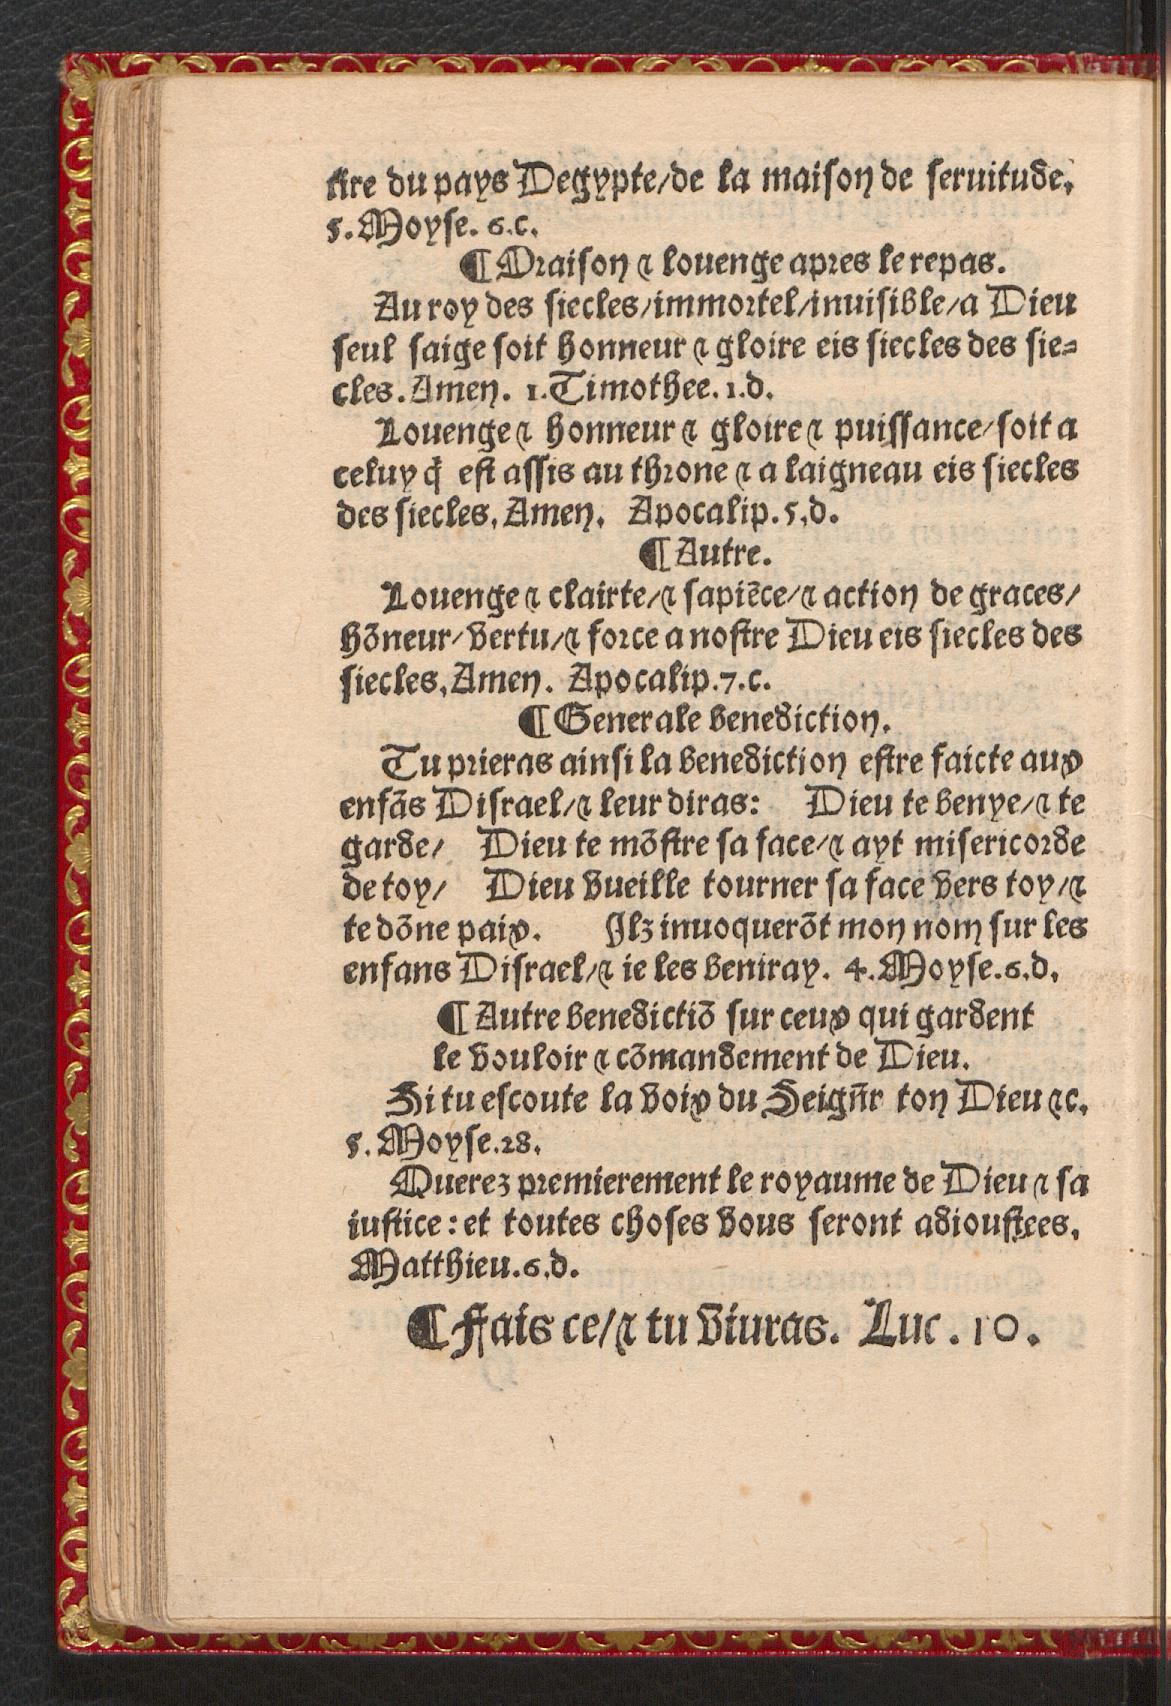 tire du pays Degypte/de la maison de seruitude.
5. Moyse. 6.c.
¶ Oraison ⁊ louenge apres le repas.
Au roy des siecles/immortel/inuisible/a Dieu
seul saige soit honneur ⁊ gloire eis siecles des sie=
cles. Amen. 1. Timothee. 1.d.
Louenge ⁊ honneur ⁊ gloire ⁊ puissance/soit a
celuy q̃ est assis au throne ⁊ a laigneau eis siecles
des siecles. Amen. Apocalip. 5.d.
¶ Autre.
Louenge ⁊ clairte/⁊ sapiẽce/⁊ action de graces/
hõneur/vertu/⁊ force a nostre Dieu eis siecles des
siecles. Amen. Apocalip.7.c.
¶ Generale benediction.
Tu prieras ainsi la benediction estre faicte aux
enfãs Disrael/⁊ leur diras: Dieu te benye/⁊ te
garde/ Dieu te mõstre sa face/⁊ ayt misericorde
de toy/ Dieu vueille tourner sa face vers toy/⁊
te dõne paix. Ilz inuoquerõt mon nom sur les
enfans Disrael/⁊ ie les beniray. 4. Moyse.6.d.
¶ Autre benedictiõ sur ceux qui gardent
le vouloir ⁊ cõmandement de Dieu.
Si tu escoute la voix du Seigñr ton Dieu ⁊c.
5. Moyse.28.
Querez premierement le royaume de Dieu ⁊ sa
iustice: et toutes choses vous seront adioustees.
Matthieu.6.d.
¶ Fais ce/⁊ tu viuras. Luc. 10.